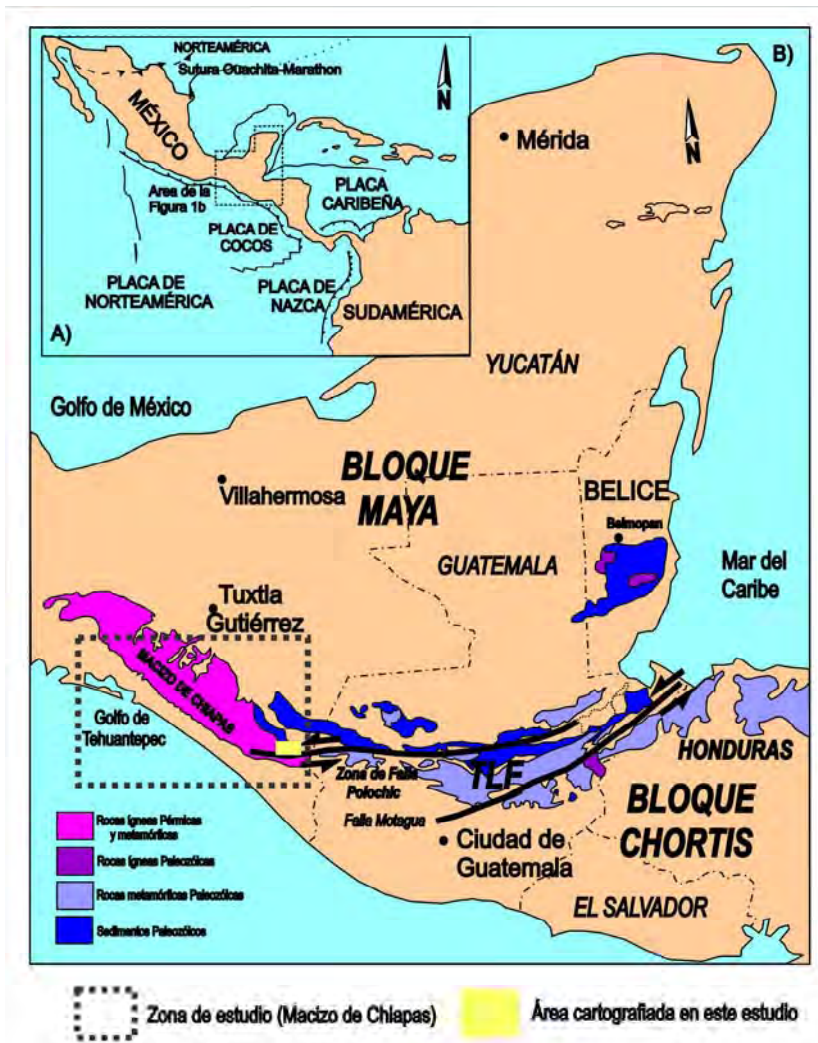 NORTEAMÉRICA
Sutura Ouachita-Marathon
B)
N
MÉXICO
N
Mérida
Area de la
Figura 1b
PLACA
CARIBEÑA
PLACA DE
COCOS
PLACA DE
NORTEAMÉRICA
PLACA DE
NAZCA
SUDAMÉRICA
A)
YUCATÁN
Golfo de México
BLOQUE
MAYA
Villahermosa
BELICE
Belmopan
GUATEMALA
Mar del
Caribe
Tuxtla
Gutiérrez
MACIZO DE CHIAPAS
Golfo de
Tehuantepec
HONDURAS
Zona de Falla
Polochic
TLE
Falla Motagua
BLOQUE
CHORTIS
Ciudad de
Guatemala
EL SALVADOR
Rocas Ígneas Pérmicas
y metamórficas
Rocas Ígneas Paleozóicas
Rocas metamórficas Paleozóicas
Sedimentos Paleozóicos
Zona de estudio (Macizo de Chiapas)
Área cartografiada en este estudio